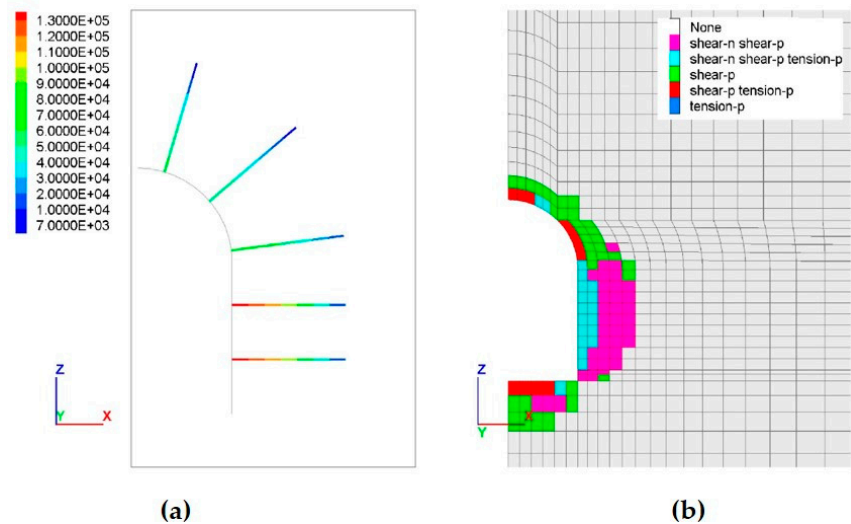 1.3000E+05
1.2000E+05
1.1000E+05
1.0000E+05
9.0000E+04
8.0000E+04
7.0000E+04
6.0000E+04
5.0000E+04
4.0000E+04
3.0000E+04
2.0000E+04
1.0000E+04
7.0000E+03
Z
Y
X
(a)
None
shear-n shear-p
shear-n shear-p tension-p
shear-p
shear-p tension-p
tension-p
Z
X
Y
(b)